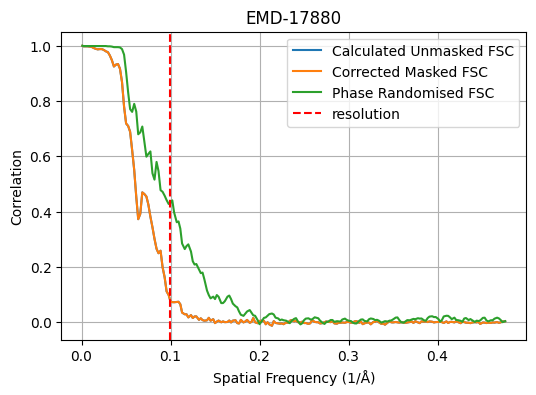 EMD-17880
Calculated Unmasked FSC
Corrected Masked FSC
Phase Randomised FSC
resolution
Correlation
1.0
0.8
0.6
0.4
0.2
0.0
0.0
0.1
0.2
0.3
0.4
Spatial Frequency (1/Å)